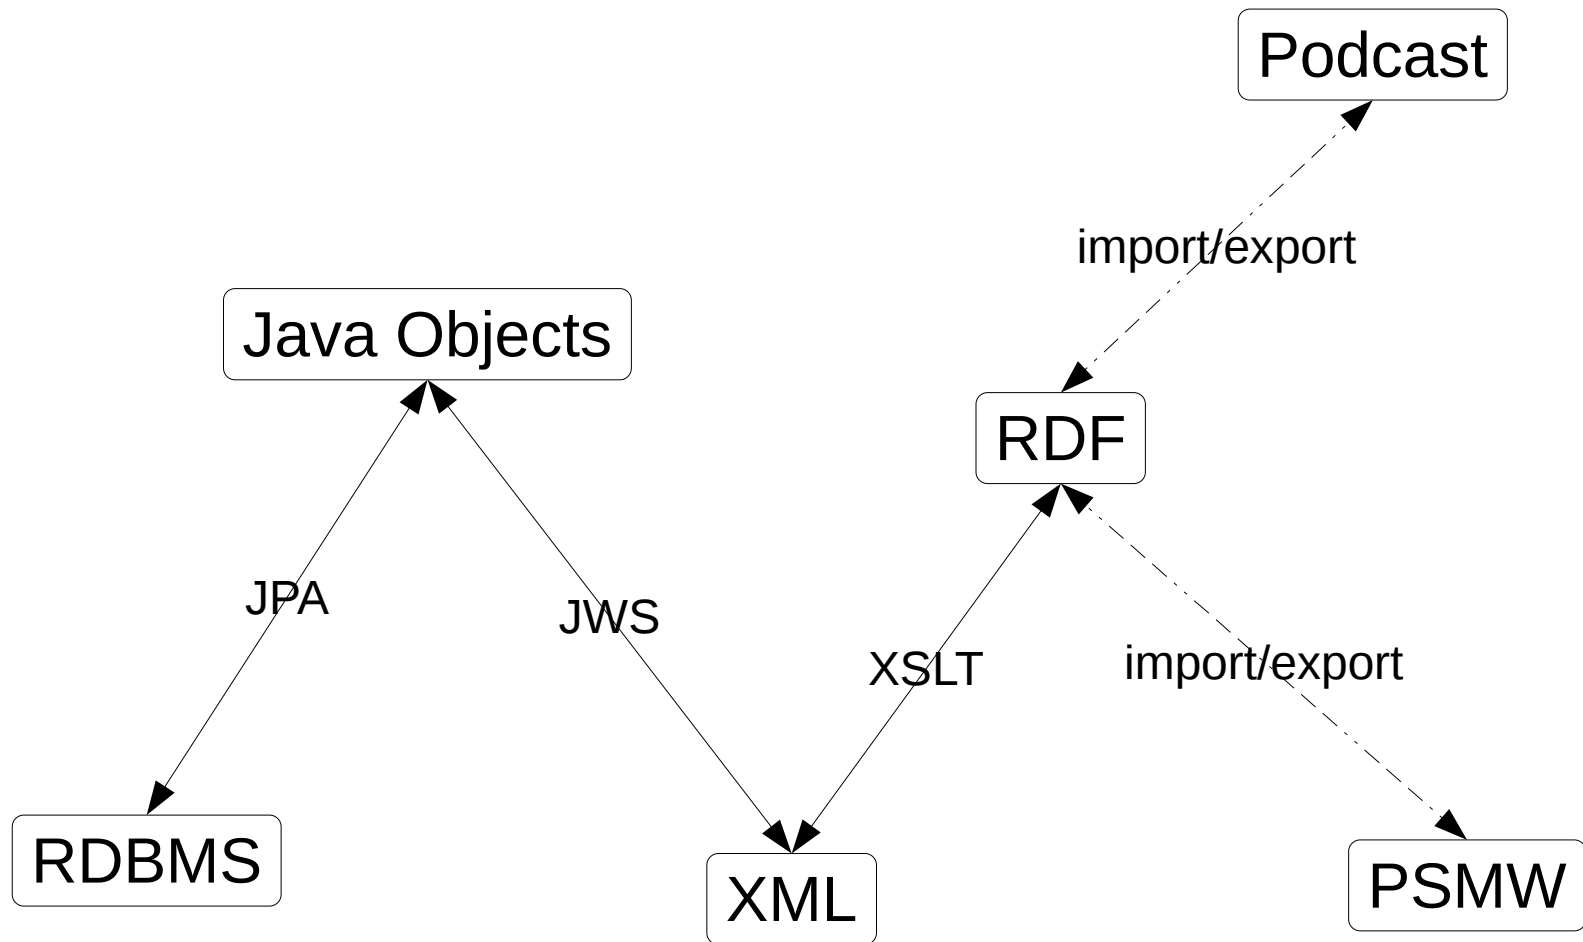 Podcast
import/export
Java Objects
RDF
JPA
JWS
XSLT
import/export
RDBMS
XML
PSMW